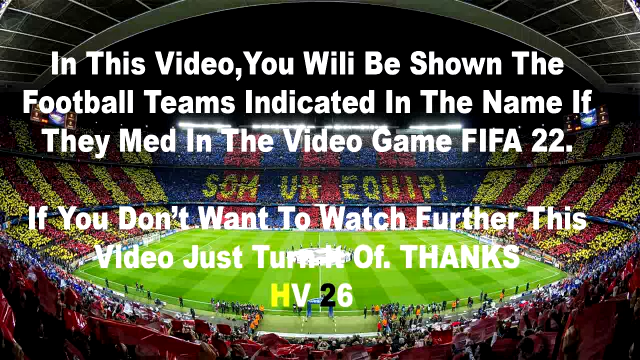 In This Video,You Wili Be Shown The
Football Teams Indicated In The Name If
They Med In The Video Game FIFA 22.
SOM UN EQUIP!
If You Don't Want To Watch Further This
Video Just Turn It Of. THANKS
HV 26